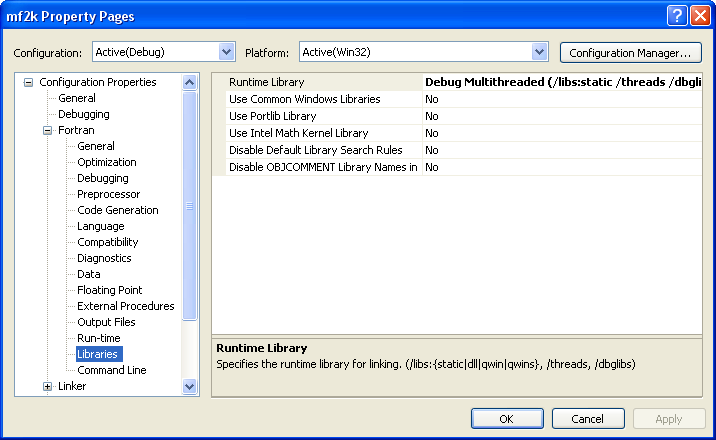 mf2k Property Pages
Configuration: Active(Debug) Platform: Active(Win32) Configuration Manager...
Configuration Properties
General
Debugging
Fortran
General
Optimization
Debugging
Preprocessor
Code Generation
Language
Compatibility
Diagnostics
Data
Floating Point
External Procedures
Output Files
Run-time
Libraries
Command Line
Linker
Runtime Library Debug Multithreaded (/libs:static /threads /dbgli
Use Common Windows Libraries No
Use Portlib Library No
Use Intel Math Kernel Library No
Disable Default Library Search Rules No
Disable OBJCOMMENT Library Names in No
Runtime Library
Specifies the runtime library for linking. (/libs:{static|dll|qwin|qwins}, /threads, /dbglibs)
OK Cancel Apply